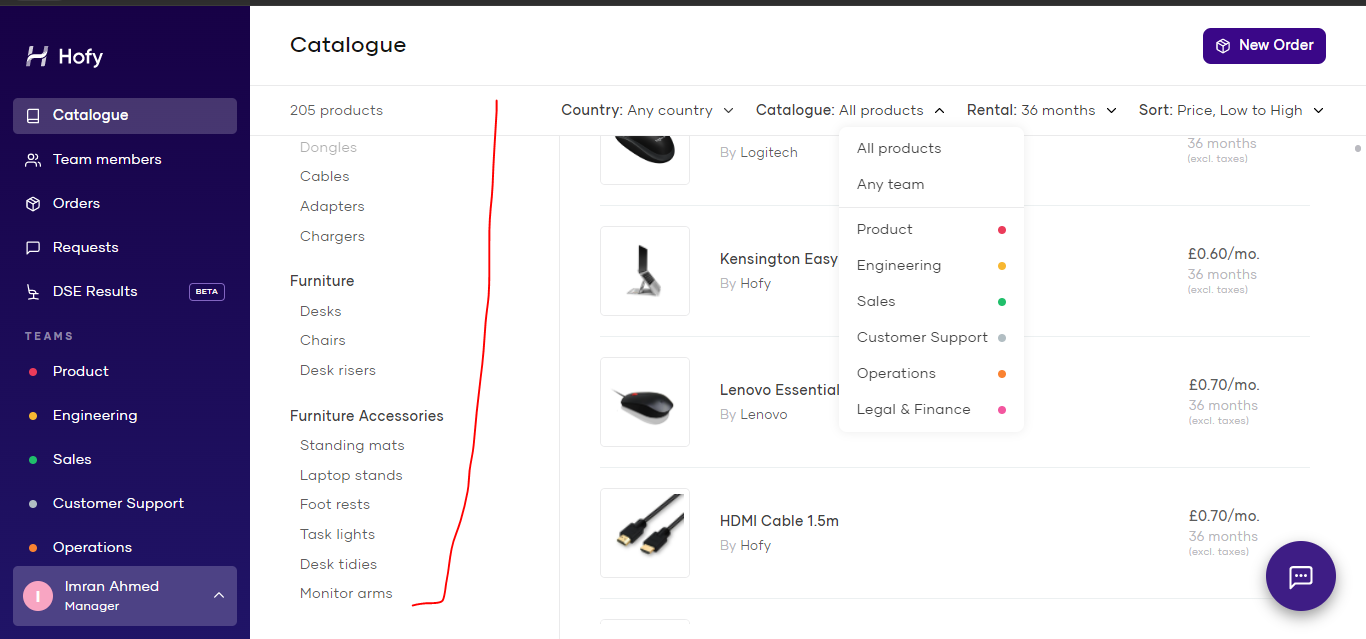 Hofy
Catalogue
Team members
Orders
Requests
DSE Results BETA
TEAMS
Product
Engineering
Sales
Customer Support
Operations
I
Imran Ahmed
Manager
Catalogue
New Order
205 products
Country: Any country
Catalogue: All products
Rental: 36 months
Sort: Price, Low to High
Dongles
Cables
Adapters
Chargers
Furniture
Desks
Chairs
Desk risers
Furniture Accessories
Standing mats
Laptop stands
Foot rests
Task lights
Desk tidies
Monitor arms
By Logitech
36 months
(excl. taxes)
Kensington Easy
By Hofy
£0.60/mo.
36 months
(excl. taxes)
Lenovo Essential
By Lenovo
£0.70/mo.
36 months
(excl. taxes)
HDMI Cable 1.5m
By Hofy
£0.70/mo.
36 months
(excl. taxes)
All products
Any team
Product
Engineering
Sales
Customer Support
Operations
Legal & Finance